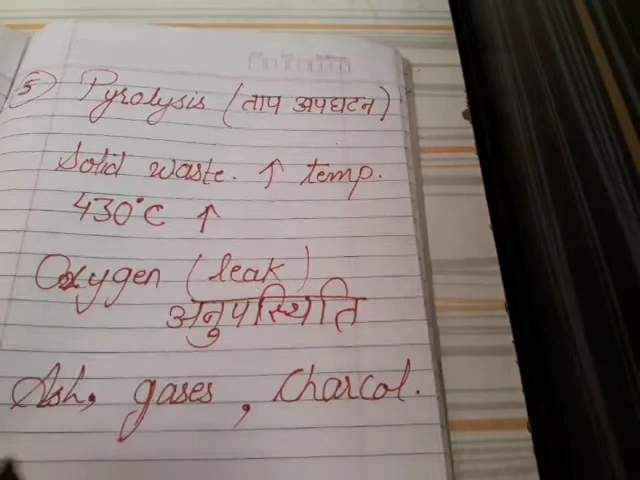 5 Pyrolysis (ताप अपघटन)
Solid waste. ↑ temp.
430°C ↑
Oxygen (leak)
अनुपस्थिति
Ash, gases, Charcol.